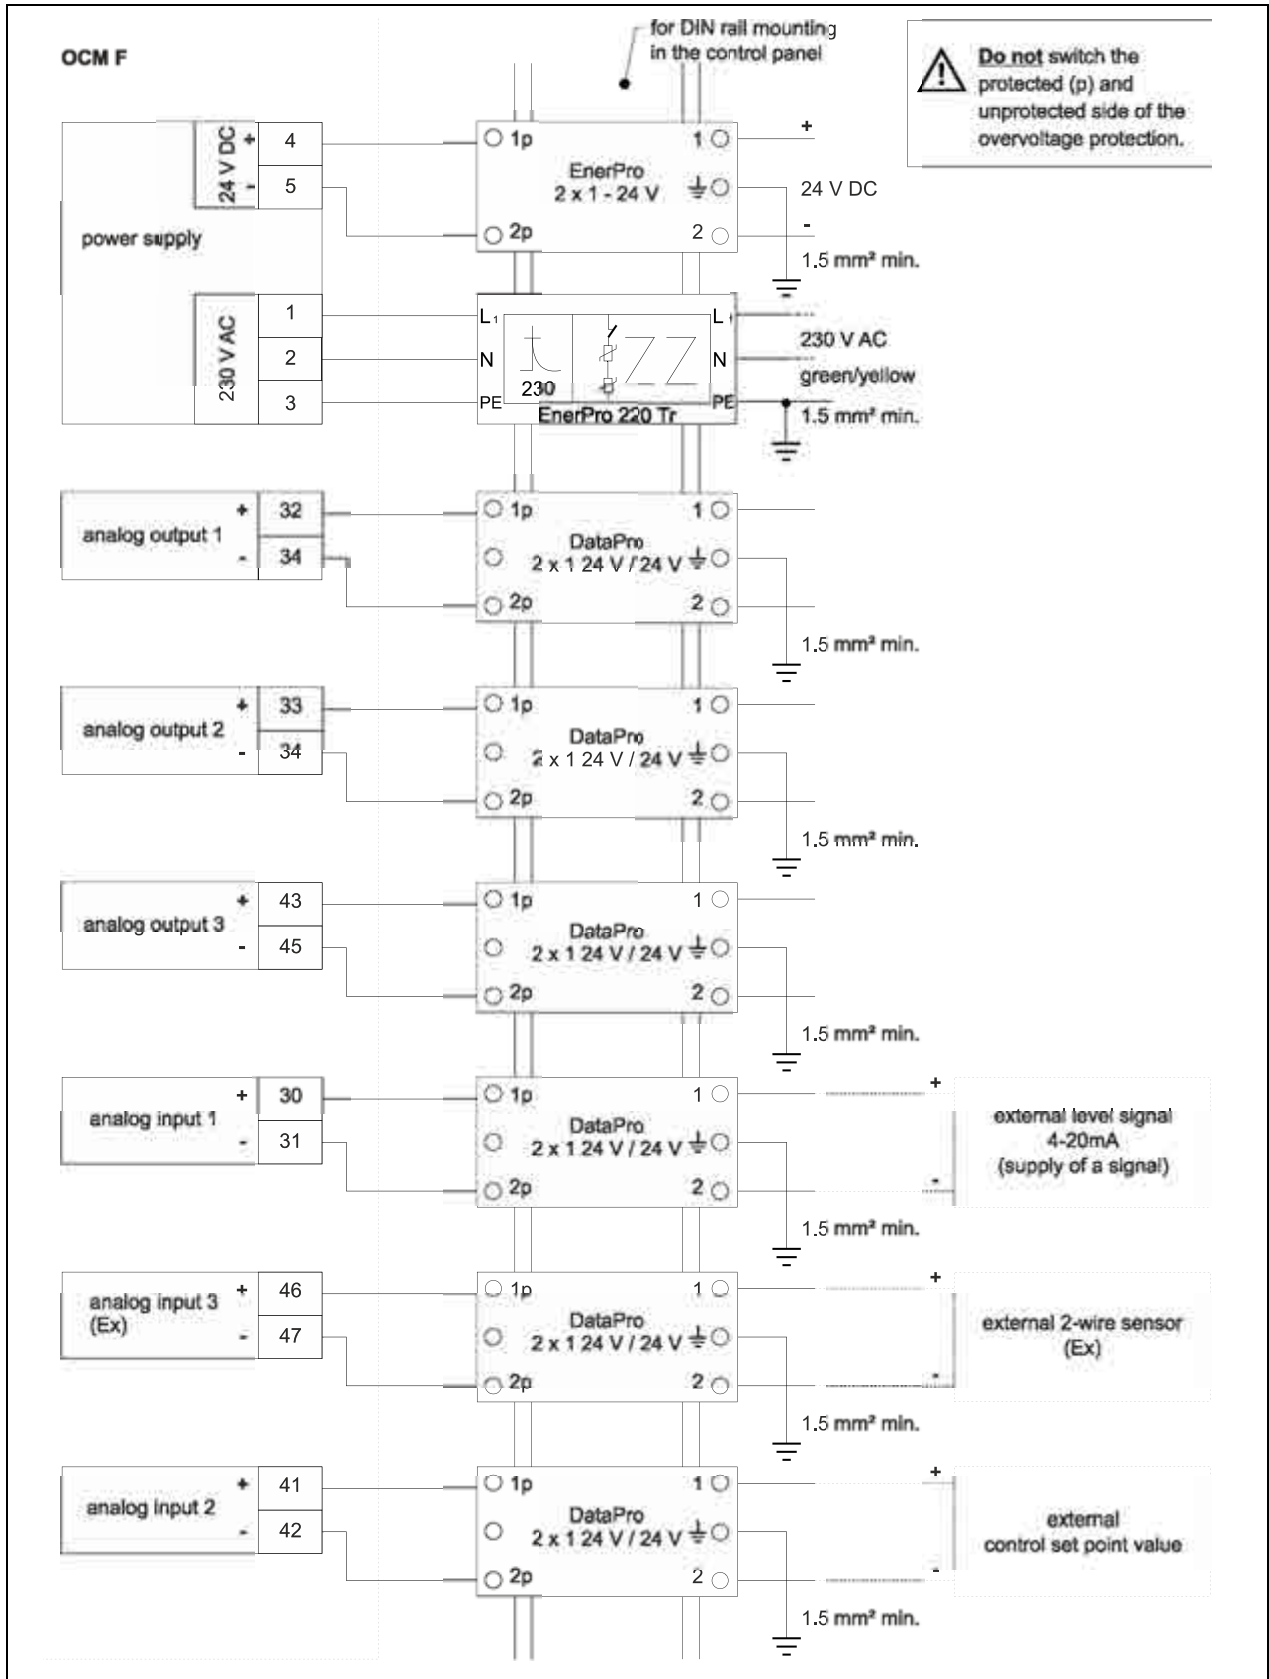 for DIN rail mounting
in the control panel
OCM F
Do not switch the
protected (p) and
unprotected side of the
overvoltage protection.
power supply
24 V DC
+
-
4
5
1p
2p
EnerPro
2 x 1 - 24 V
1
2
+
24 V DC
-
1.5 mm² min.
230 V AC
1
2
3
L1
N
PE
230
EnerPro 220 Tr
L1
N
PE
230 V AC
green/yellow
1.5 mm² min.
analog output 1
+
-
32
34
1p
2p
DataPro
2 x 1 24 V / 24 V
1
2
1.5 mm² min.
analog output 2
+
-
33
34
1p
2p
DataPro
2 x 1 24 V / 24 V
1
2
1.5 mm² min.
analog output 3
+
-
43
45
1p
2p
DataPro
2 x 1 24 V / 24 V
1
2
1.5 mm² min.
analog input 1
+
-
30
31
1p
2p
DataPro
2 x 1 24 V / 24 V
1
2
1.5 mm² min.
+
-
external level signal
4-20mA
(supply of a signal)
analog input 3
(Ex)
+
-
46
47
1p
2p
DataPro
2 x 1 24 V / 24 V
1
2
1.5 mm² min.
+
-
external 2-wire sensor
(Ex)
analog input 2
+
-
41
42
1p
2p
DataPro
2 x 1 24 V / 24 V
1
2
1.5 mm² min.
+
-
external
control set point value